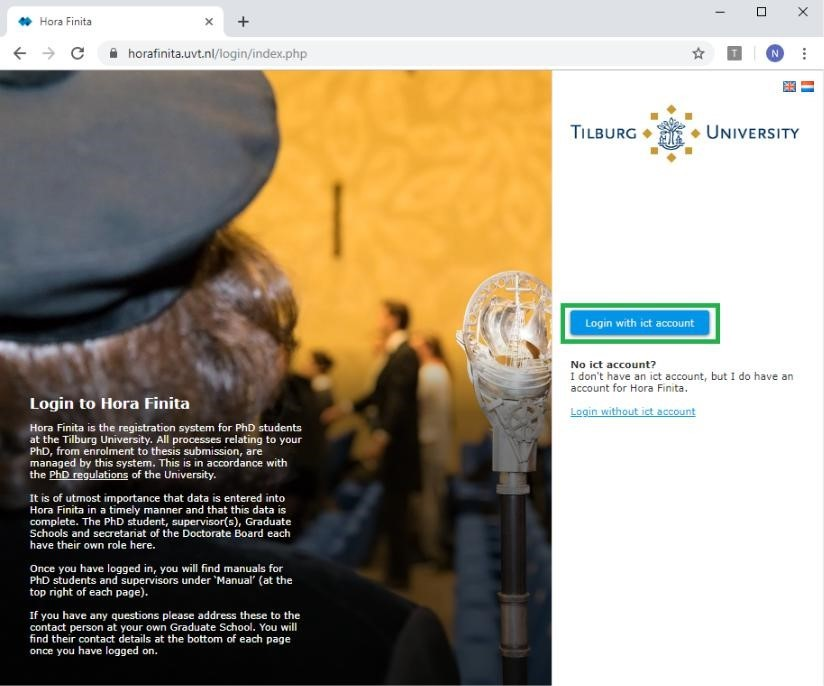 Hora Finita
horafinita.uvt.nl/login/index.php
T
N
TILBURG UNIVERSITY
Login with ict account
No ict account?
I don't have an ict account, but I do have an
account for Hora Finita.
Login without ict account
Login to Hora Finita
Hora Finita is the registration system for PhD students
at the Tilburg University. All processes relating to your
PhD, from enrolment to thesis submission, are
managed by this system. This is in accordance with
the PhD regulations of the University.
It is of utmost importance that data is entered into
Hora Finita in a timely manner and that this data is
complete. The PhD student, supervisor(s), Graduate
Schools and secretariat of the Doctorate Board each
have their own role here.
Once you have logged in, you will find manuals for
PhD students and supervisors under ‘Manual’ (at the
top right of each page).
If you have any questions please address these to the
contact person at your own Graduate School. You will
find their contact details at the bottom of each page
once you have logged on.